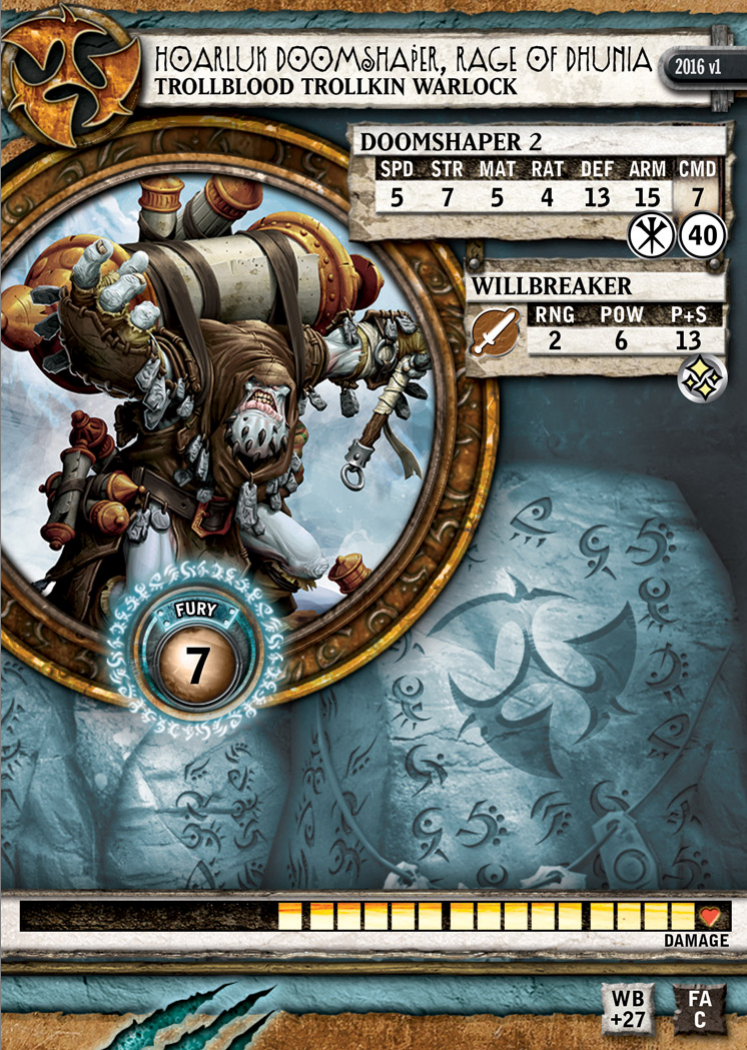 HOARLUK DOOMSHAPER, RAGE OF DHUNIA
2016 v1
TROLLBLOOD TROLLKIN WARLOCK
DOOMSHAPER 2
SPD STR MAT RAT DEF ARM CMD
5 7 5 4 13 15 7
40
WILLBREAKER
RNG POW P+S
2 6 13
FURY
7
DAMAGE
WB FA
+27 C